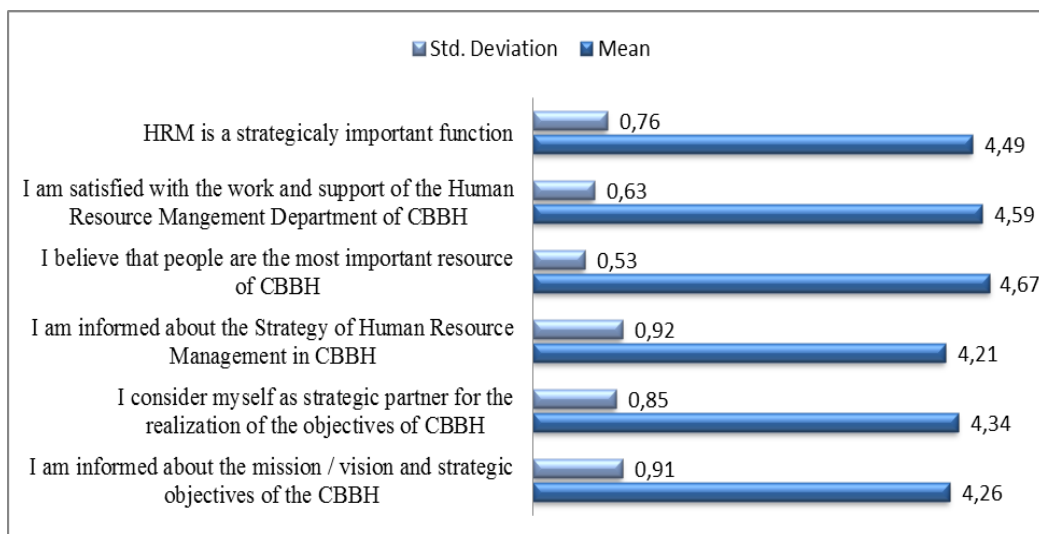 Std. Deviation Mean
HRM is a strategicaly important function
0,76
4,49
I am satisfied with the work and support of the Human
Resource Mangement Department of CBBH
0,63
4,59
I believe that people are the most important resource
of CBBH
0,53
4,67
I am informed about the Strategy of Human Resource
Management in CBBH
0,92
4,21
I consider myself as strategic partner for the
realization of the objectives of CBBH
0,85
4,34
I am informed about the mission / vision and strategic
objectives of the CBBH
0,91
4,26